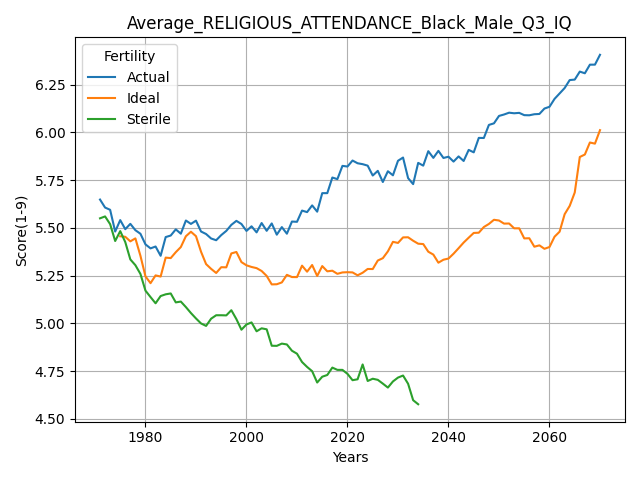 Average_RELIGIOUS_ATTENDANCE_Black_Male_Q3_IQ
Fertility
Actual
Ideal
Sterile
Score(1-9)
6.25
6.00
5.75
5.50
5.25
5.00
4.75
4.50
1980 2000 2020 2040 2060
Years